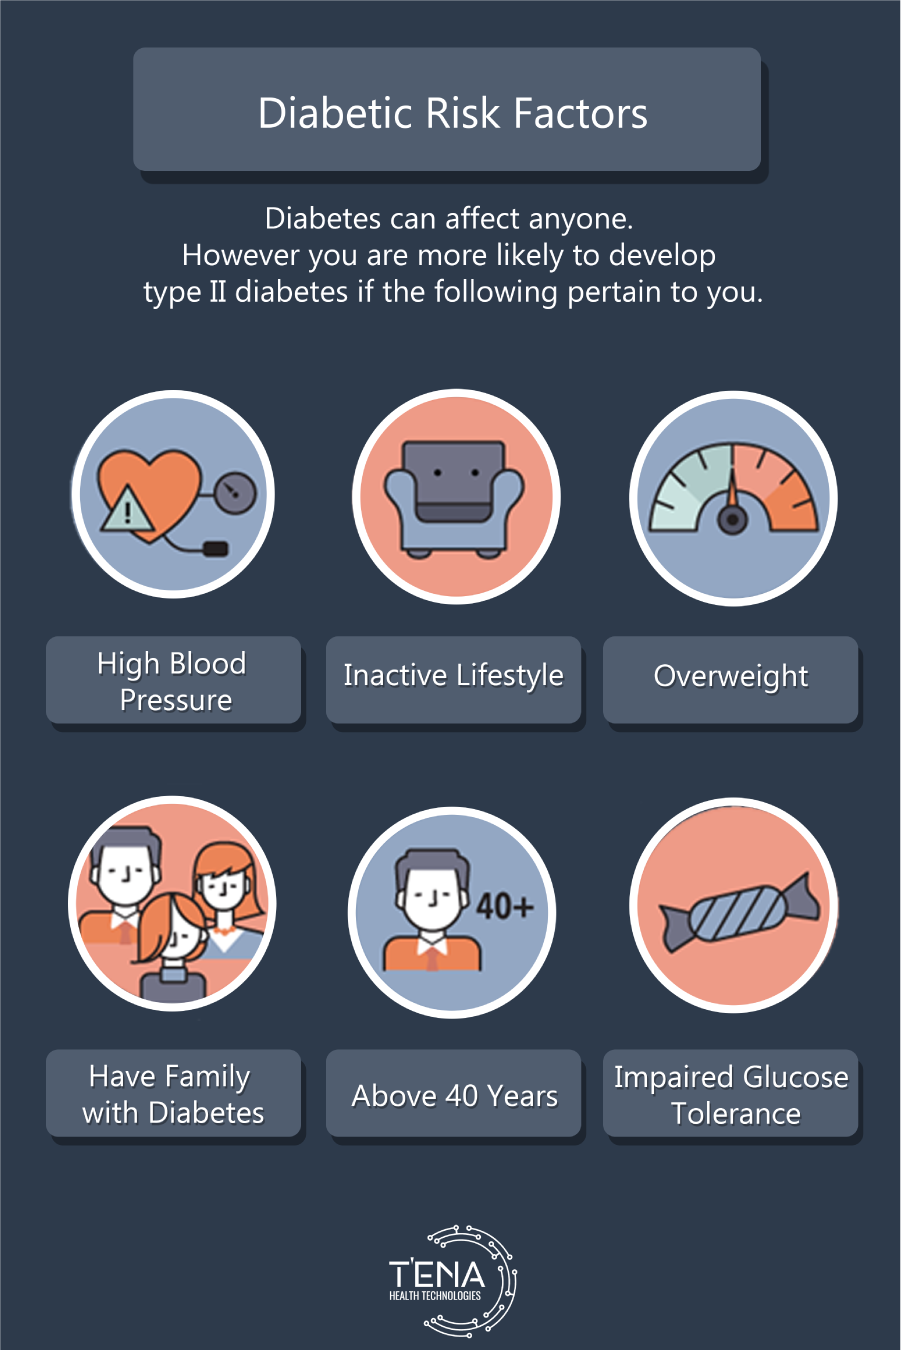 Diabetic Risk Factors
Diabetes can affect anyone.
However you are more likely to develop
type II diabetes if the following pertain to you.
!
High Blood
Pressure
Inactive Lifestyle
Overweight
40+
Have Family
with Diabetes
Above 40 Years
Impaired Glucose
Tolerance
T'ENA
HEALTH TECHNOLOGIES